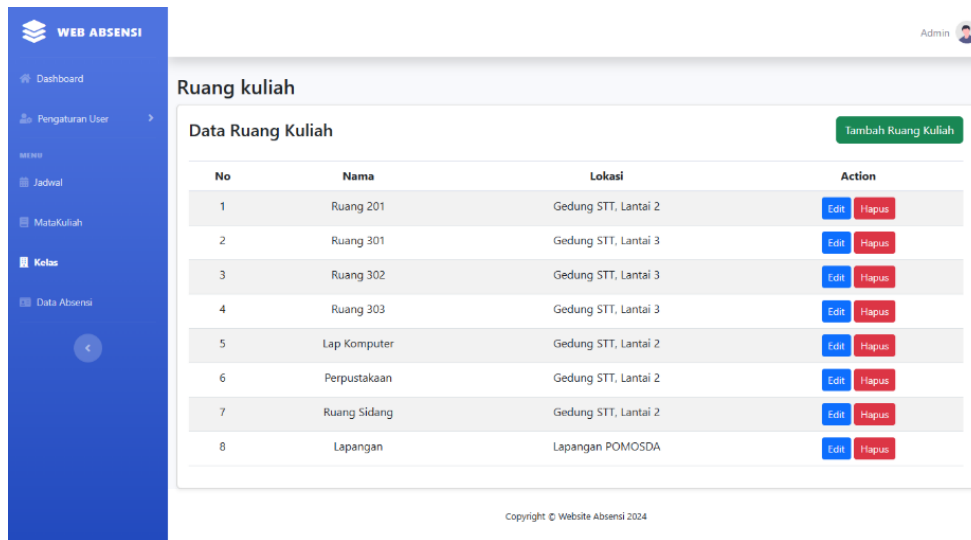 WEB ABSENSI
Admin
Dashboard
Pengaturan User
MENU
Jadwal
MataKuliah
Kelas
Data Absensi
Ruang kuliah
Data Ruang Kuliah
Tambah Ruang Kuliah
No Nama Lokasi Action
1 Ruang 201 Gedung STT, Lantai 2 Edit Hapus
2 Ruang 301 Gedung STT, Lantai 3 Edit Hapus
3 Ruang 302 Gedung STT, Lantai 3 Edit Hapus
4 Ruang 303 Gedung STT, Lantai 3 Edit Hapus
5 Lap Komputer Gedung STT, Lantai 2 Edit Hapus
6 Perpustakaan Gedung STT, Lantai 2 Edit Hapus
7 Ruang Sidang Gedung STT, Lantai 2 Edit Hapus
8 Lapangan Lapangan POMOSDA Edit Hapus
Copyright © Website Absensi 2024